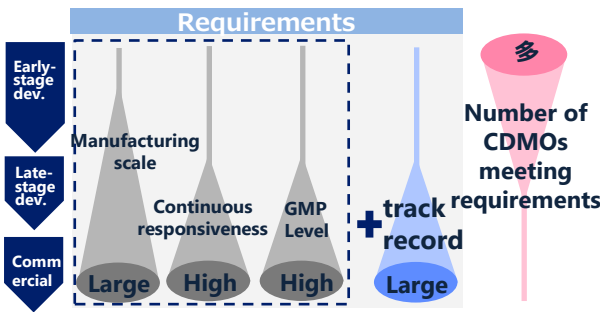 Requirements
Early-
stage
dev.
多
Number of
CDMOs
meeting
requirements
Manufacturing
scale
Late-
stage
dev.
Continuous
responsiveness
GMP
Level
+
track
record
Comm
ercial
Large
High
High
Large